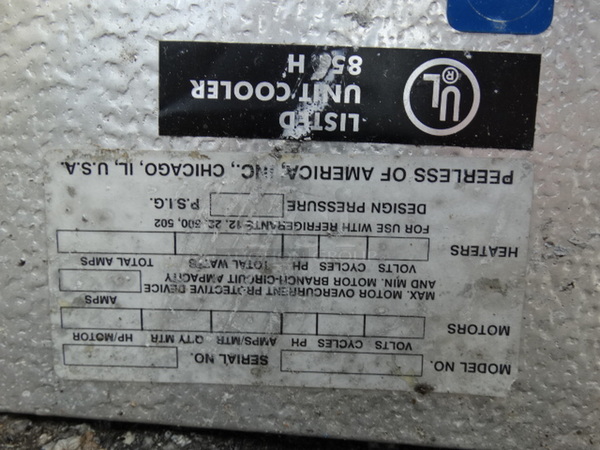 MODEL NO. SERIAL NO.
VOLTS CYCLES PH AMPS/MTR Q'TY MTR HP/MOTOR
MOTORS
AMPS
MAX. MOTOR OVERCURRENT PROTECTIVE DEVICE
AND MIN. MOTOR BRANCH-CIRCUIT AMPACITY
VOLTS CYCLES PH TOTAL WATTS TOTAL AMPS
HEATERS
FOR USE WITH REFRIGERANTS 12, 22, 500, 502
DESIGN PRESSURE P.S.I.G.
PEERLESS OF AMERICA, INC., CHICAGO, IL, U.S.A.
UL ®
LISTED
UNIT COOLER
H